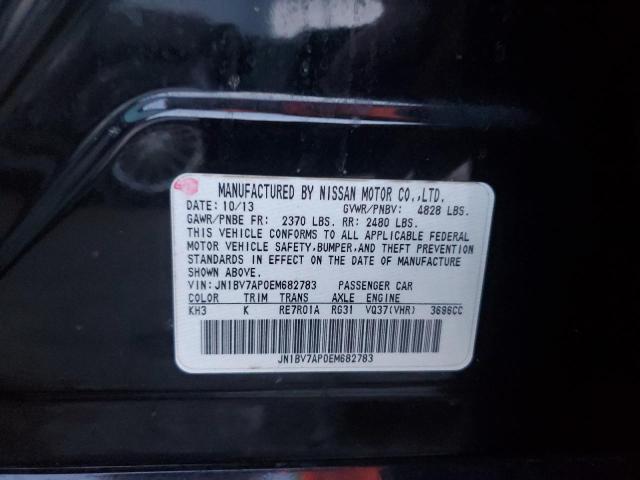 MANUFACTURED BY NISSAN MOTOR CO.,LTD.
DATE: 10/13 GVWR/PNBV: 4828 LBS.
GAWR/PNBE FR: 2370 LBS. RR: 2480 LBS.
THIS VEHICLE CONFORMS TO ALL APPLICABLE FEDERAL
MOTOR VEHICLE SAFETY,BUMPER,AND THEFT PREVENTION
STANDARDS IN EFFECT ON THE DATE OF MANUFACTURE
SHOWN ABOVE.
VIN: JN1BV7AP0EM682783 PASSENGER CAR
COLOR TRIM TRANS AXLE ENGINE
KH3 K RE7R01A RG31 VQ37(VHR) 3696CC
JN1BV7AP0EM682783